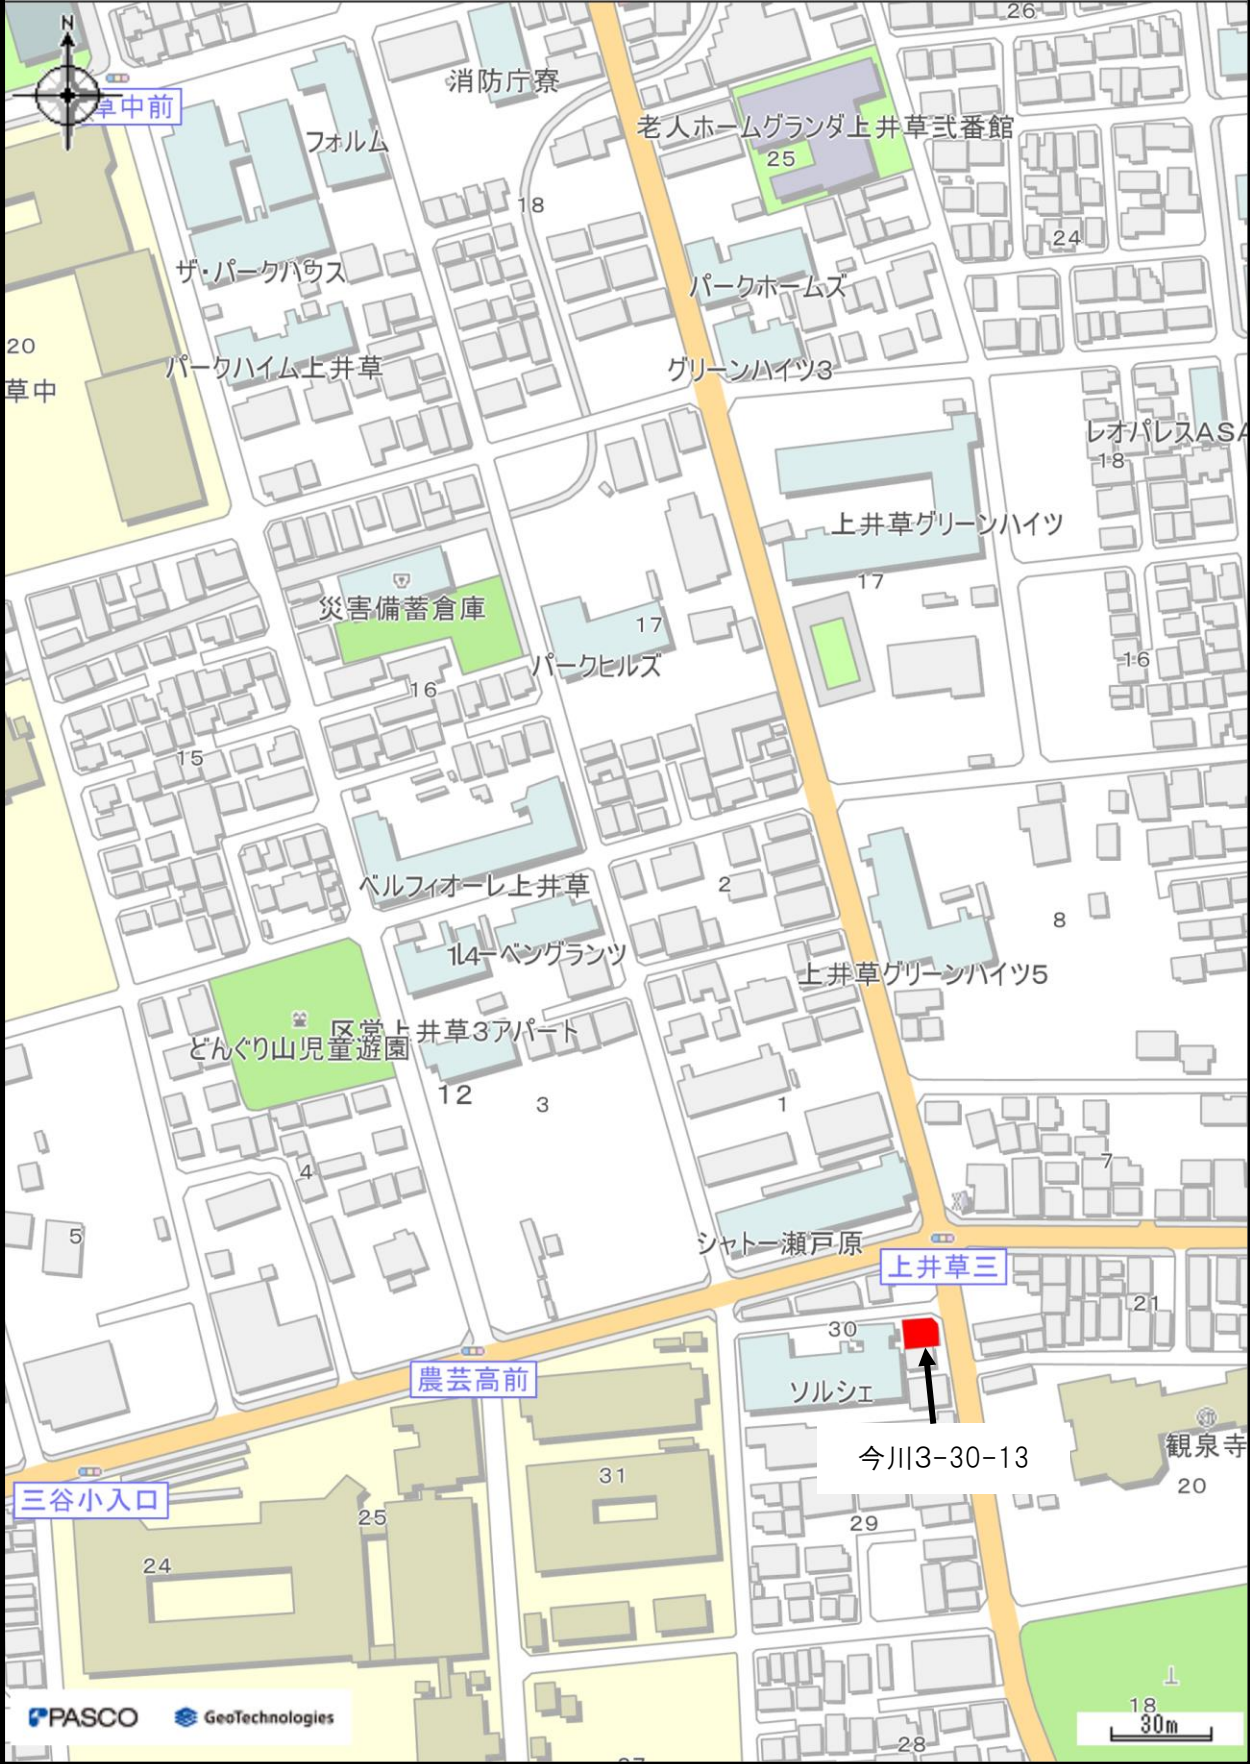 N
26
草中前
消防庁寮
フォルム
老人ホームグランダ上井草弐番館
25
18
24
ザ・パークハウス
パークホームズ
20
草中
パークハイム上井草
グリーンハイツ3
レオパレスASA
18
上井草グリーンハイツ
17
災害備蓄倉庫
17
パークヒルズ
16
16
15
ベルフィオーレ上井草
2
8
14
ーベングランツ
上井草グリーンハイツ5
区営上井草3アパート
どんぐり山児童遊園
12
3
1
7
4
5
シャトー瀬戸原
上井草三
21
30
農芸高前
ソルシェ
今川3-30-13
観泉寺
三谷小入口
31
20
25
29
24
PASCO
GeoTechnologies
18
30m
28